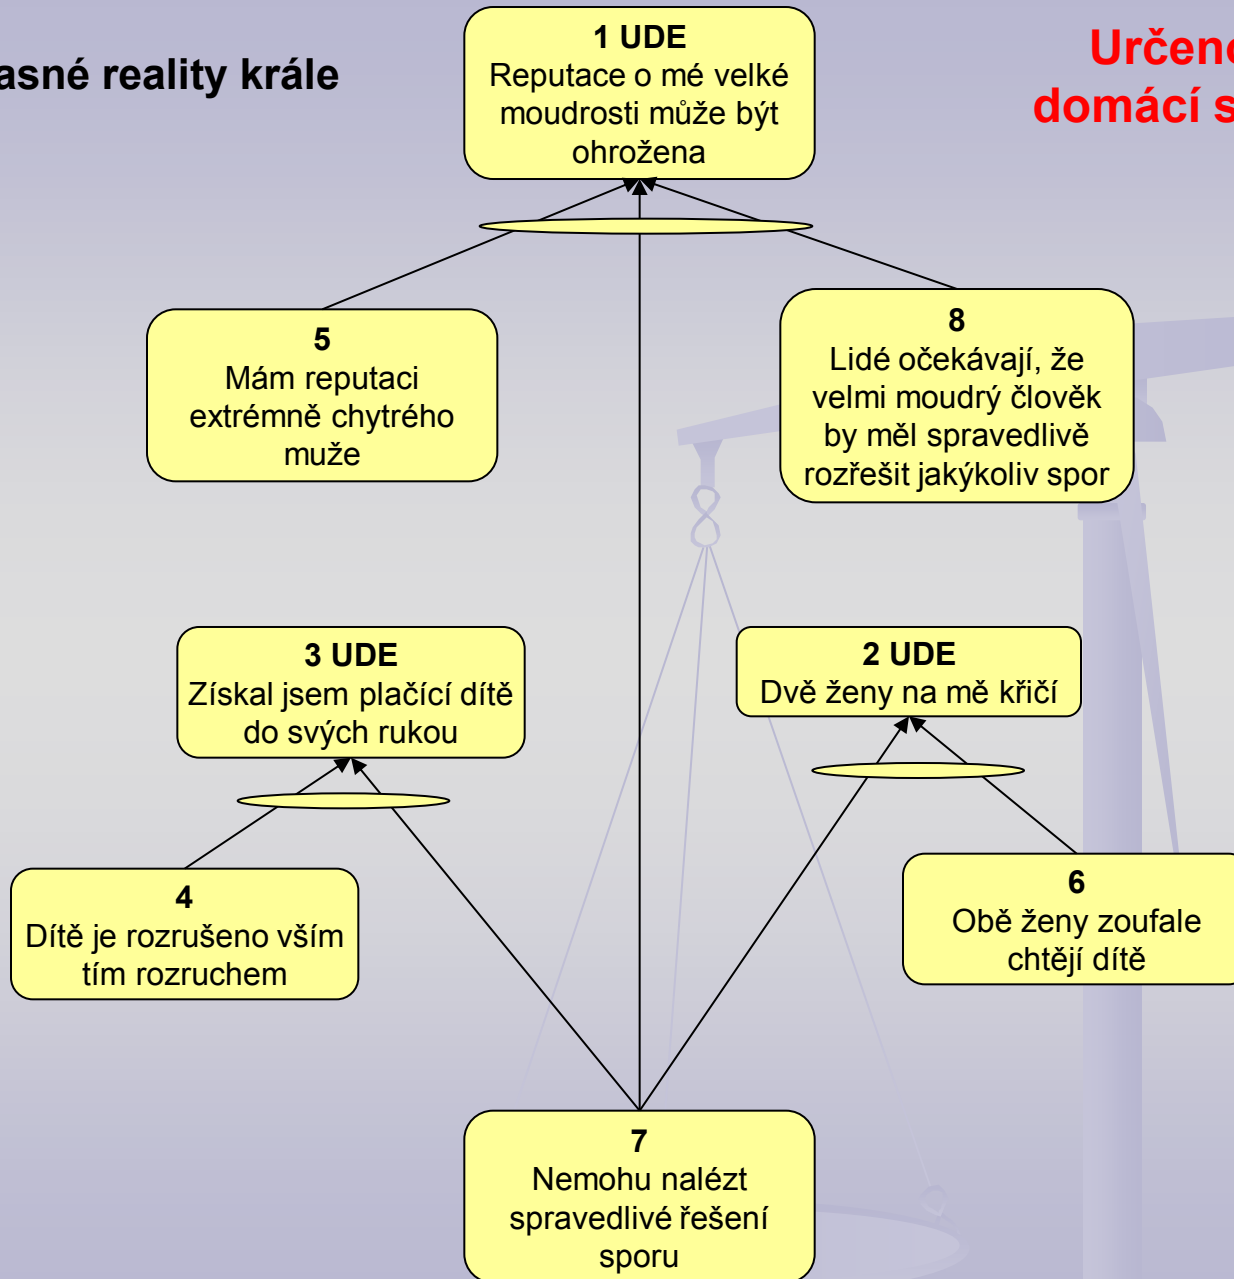 asné reality krále
Určeno
domácí s
1 UDE
Reputace o mé velké
moudrosti může být
ohrožena
5
Mám reputaci
extrémně chytrého
muže
8
Lidé očekávají, že
velmi moudrý člověk
by měl spravedlivě
rozřešit jakýkoliv spor
3 UDE
Získal jsem plačící dítě
do svých rukou
2 UDE
Dvě ženy na mě křičí
4
Dítě je rozrušeno vším
tím rozruchem
6
Obě ženy zoufale
chtějí dítě
7
Nemohu nalézt
spravedlivé řešení
sporu